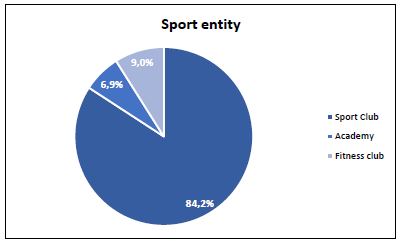 Sport entity
9,0%
6,9%
84,2%
Sport Club
Academy
Fitness club